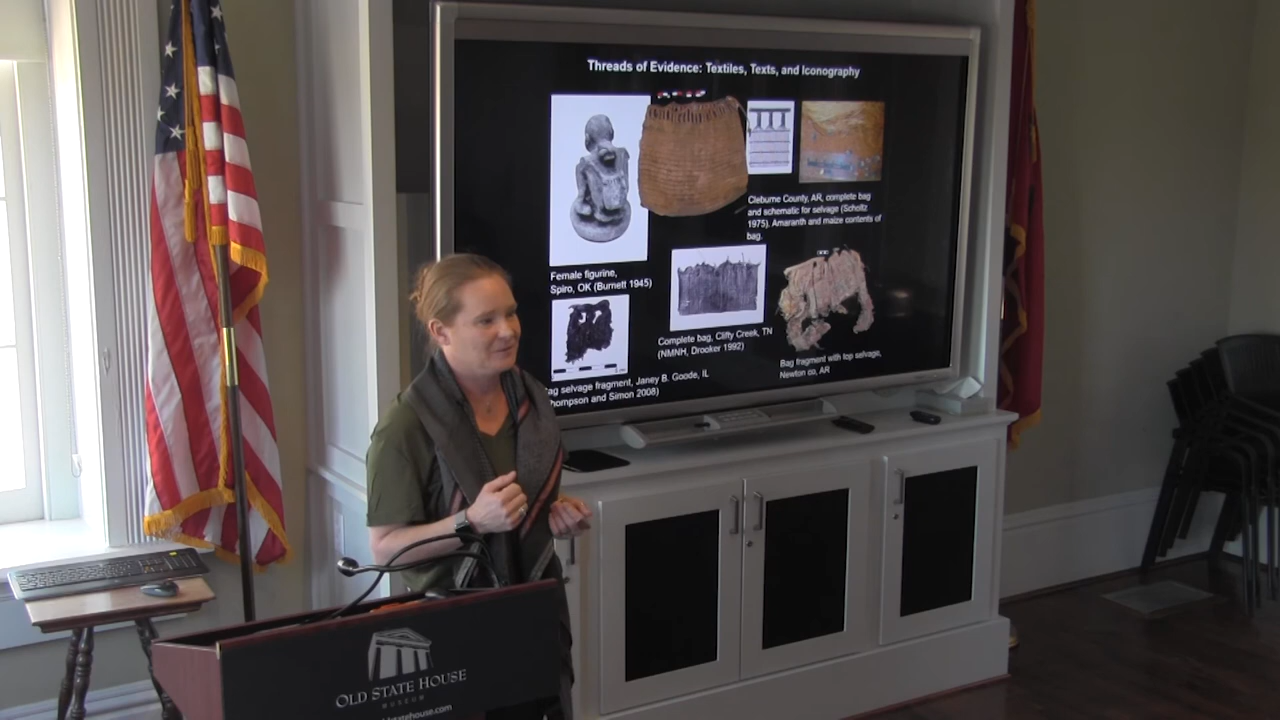 Threads of Evidence: Textiles, Texts, and Iconography
Cleburne County, AR, complete bag
and schematic for selvage (Scholtz
1975). Amaranth and maize contents of
bag.
Female figurine,
Spiro, OK (Burnett 1945)
Complete bag, Clifty Creek, TN
(NMNH, Drooker 1992)
Bag fragment with top selvage,
Newton co, AR
ag selvage fragment, Janey B. Goode, IL
hompson and Simon 2008)
OLD STATE HOUSE
MUSEUM